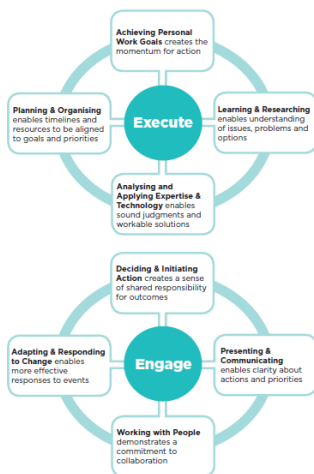 Achieving Personal
Work Goals creates the
momentum for action
Planning & Organising
enables timelines and
resources to be aligned
to goals and priorities
Execute
Learning & Researching
enables understanding
of issues, problems and
options
Analysing and
Applying Expertise &
Technology enables
sound judgments and
workable solutions
Deciding & Initiating
Action creates a sense
of shared responsibility
for outcomes
Adapting & Responding
to Change enables
more effective
responses to events
Engage
Presenting &
Communicating
enables clarity about
actions and priorities
Working with People
demonstrates a
commitment to
collaboration